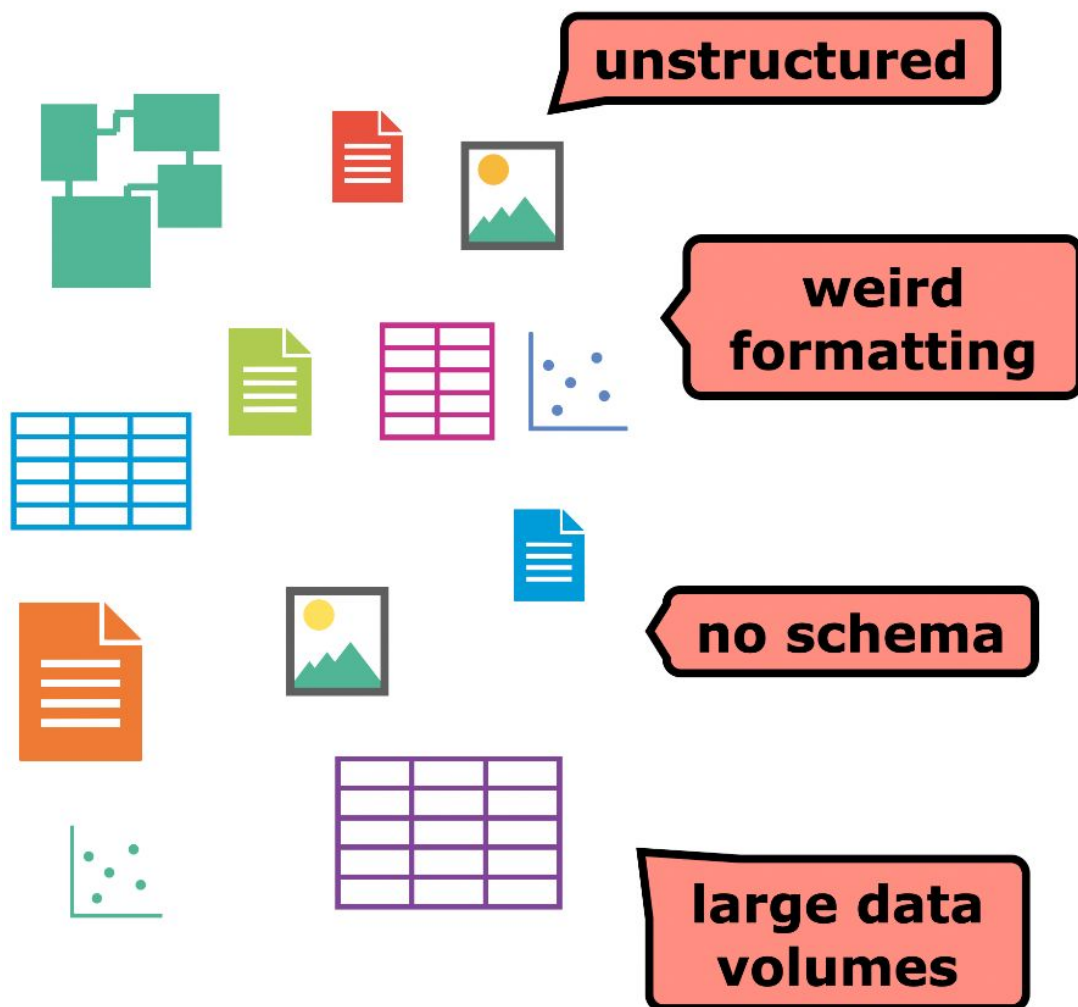 unstructured
weird
formatting
no schema
large data
volumes